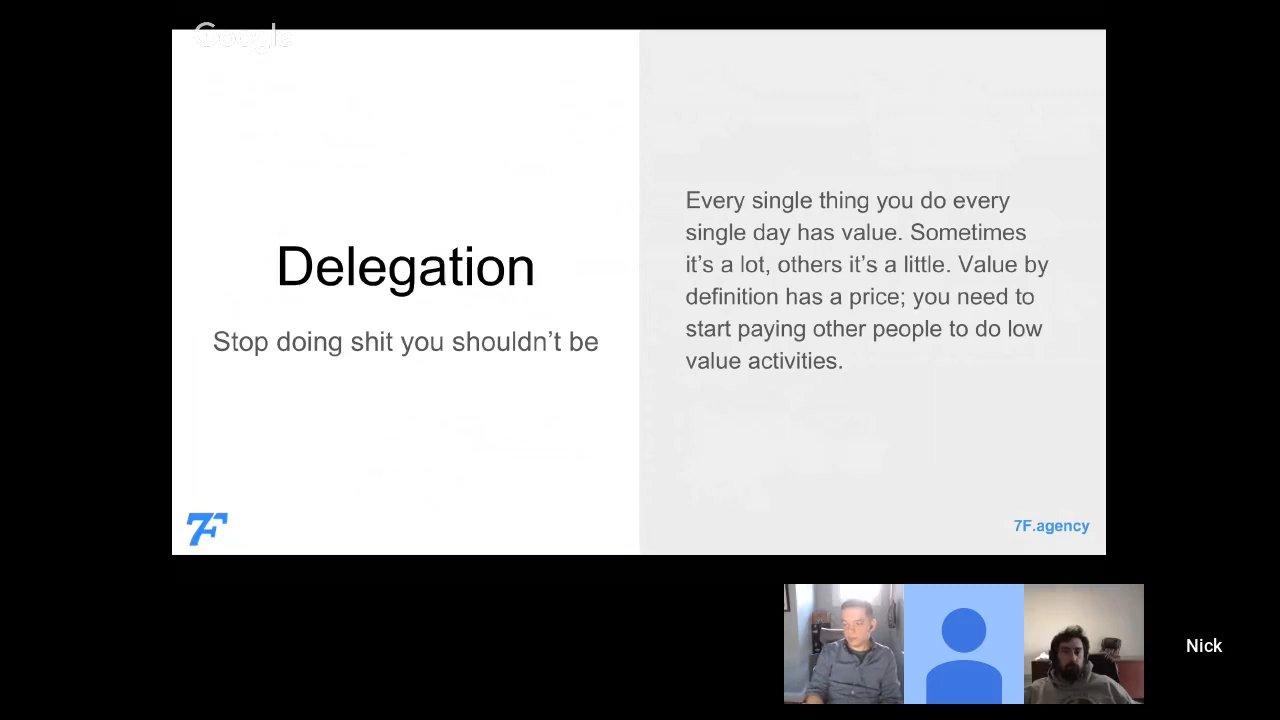 Google
Delegation
Stop doing shit you shouldn’t be
Every single thing you do every
single day has value. Sometimes
it’s a lot, others it’s a little. Value by
definition has a price; you need to
start paying other people to do low
value activities.
7F
7F.agency
Nick